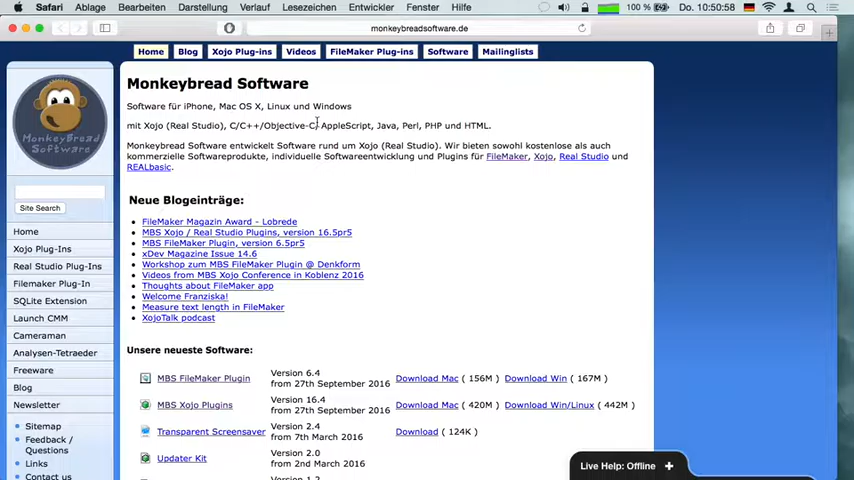 Safari Ablage Bearbeiten Darstellung Verlauf Lesezeichen Entwickler Fenster Hilfe 100 % Do. 10:50:58
monkeybreadsoftware.de
Home Blog Xojo Plug-ins Videos FileMaker Plug-ins Software Mailinglists
MonkeyBread Software
Site Search
Home
Xojo Plug-Ins
Real Studio Plug-Ins
Filemaker Plug-In
SQLite Extension
Launch CMM
Cameraman
Analysen-Tetraeder
Freeware
Blog
Newsletter
Sitemap
Feedback /
Questions
Links
Contact us
Monkeybread Software
Software für iPhone, Mac OS X, Linux und Windows
mit Xojo (Real Studio), C/C++/Objective-C, AppleScript, Java, Perl, PHP und HTML.
Monkeybread Software entwickelt Software rund um Xojo (Real Studio). Wir bieten sowohl kostenlose als auch
kommerzielle Softwareprodukte, individuelle Softwareentwicklung und Plugins für FileMaker, Xojo, Real Studio und
REALbasic.
Neue Blogeinträge:
FileMaker Magazin Award - Lobrede
MBS Xojo / Real Studio Plugins, version 16.5pr5
MBS FileMaker Plugin, version 6.5pr5
xDev Magazine Issue 14.6
Workshop zum MBS FileMaker Plugin @ Denkform
Videos from MBS Xojo Conference in Koblenz 2016
Thoughts about FileMaker app
Welcome Franziska!
Measure text length in FileMaker
XojoTalk podcast
Unsere neueste Software:
MBS FileMaker Plugin Version 6.4 Download Mac ( 156M ) Download Win ( 167M )
from 27th September 2016
MBS Xojo Plugins Version 16.4 Download Mac ( 420M ) Download Win/Linux ( 442M )
from 27th September 2016
Transparent Screensaver Version 2.4 Download ( 124K )
from 7th March 2016
Updater Kit Version 2.0
from 2nd March 2016
Live Help: Offline +